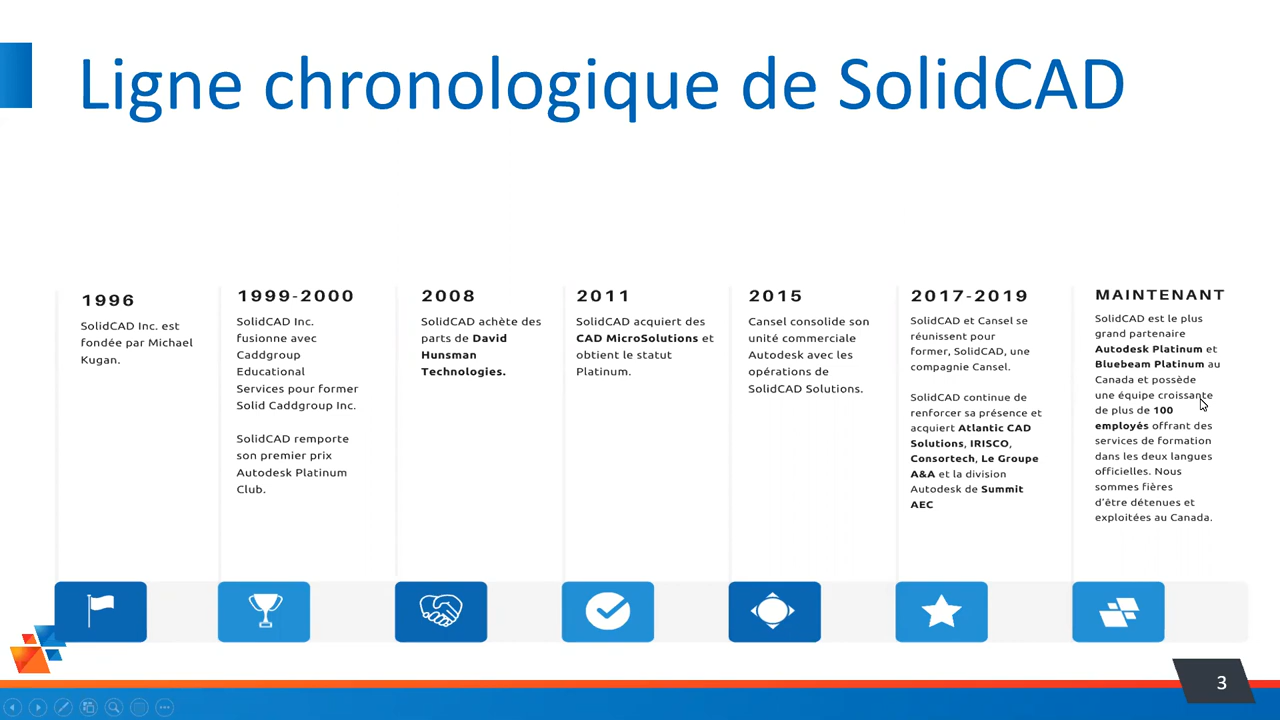 Ligne chronologique de SolidCAD
1996
SolidCAD Inc. est
fondée par Michael
Kugan.
1999-2000
SolidCAD Inc.
fusionne avec
Caddgroup
Educational
Services pour former
Solid Caddgroup Inc.
SolidCAD remporte
son premier prix
Autodesk Platinum
Club.
2008
SolidCAD achète des
parts de David
Hunsman
Technologies.
2011
SolidCAD acquiert des
CAD MicroSolutions et
obtient le statut
Platinum.
2015
Cansel consolide son
unité commerciale
Autodesk avec les
opérations de
SolidCAD Solutions.
2017-2019
SolidCAD et Cansel se
réunissent pour
former, SolidCAD, une
compagnie Cansel.
SolidCAD continue de
renforcer sa présence et
acquiert Atlantic CAD
Solutions, IRISCO,
Consortech, Le Groupe
A&A et la division
Autodesk de Summit
AEC
MAINTENANT
SolidCAD est le plus
grand partenaire
Autodesk Platinum et
Bluebeam Platinum au
Canada et possède
une équipe croissante
de plus de 100
employés offrant des
services de formation
dans les deux langues
officielles. Nous
sommes fières
d'être détenues et
exploitées au Canada.
3